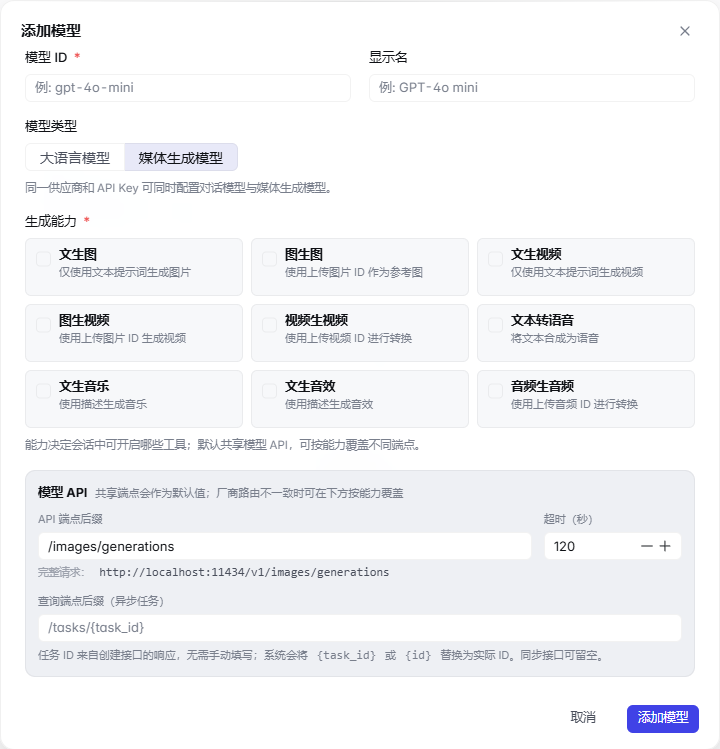 添加模型
模型 ID *
显示名
例: gpt-4o-mini
例: GPT-4o mini
模型类型
大语言模型
媒体生成模型
同一供应商和 API Key 可同时配置对话模型与媒体生成模型。
生成能力 *
文生图
仅使用文本提示词生成图片
图生图
使用上传图片 ID 作为参考图
文生视频
仅使用文本提示词生成视频
图生视频
使用上传图片 ID 生成视频
视频生视频
使用上传视频 ID 进行转换
文本转语音
将文本合成为语音
文生音乐
使用描述生成音乐
文生音效
使用描述生成音效
音频生音频
使用上传音频 ID 进行转换
能力决定会话中可开启哪些工具；默认共享模型 API，可按能力覆盖不同端点。
模型 API 共享端点会作为默认值；厂商路由不一致时可在下方按能力覆盖
API 端点后缀
超时（秒）
/images/generations
120
完整请求： http://localhost:11434/v1/images/generations
查询端点后缀（异步任务）
/tasks/{task_id}
任务 ID 来自创建接口的响应，无需手动填写；系统会将 {task_id} 或 {id} 替换为实际 ID。同步接口可留空。
取消
添加模型